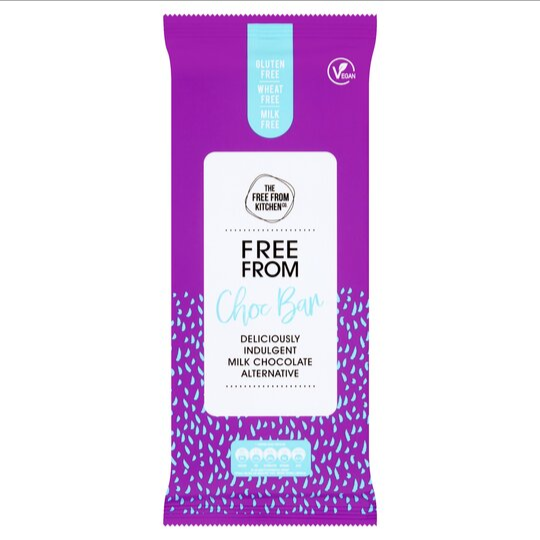 GLUTEN
FREE
WHEAT
FREE
MILK
FREE
VEGAN
THE
FREE FROM
KITCHEN CO
FREE
FROM
Choc Bar
DELICIOUSLY
INDULGENT
MILK CHOCOLATE
ALTERNATIVE